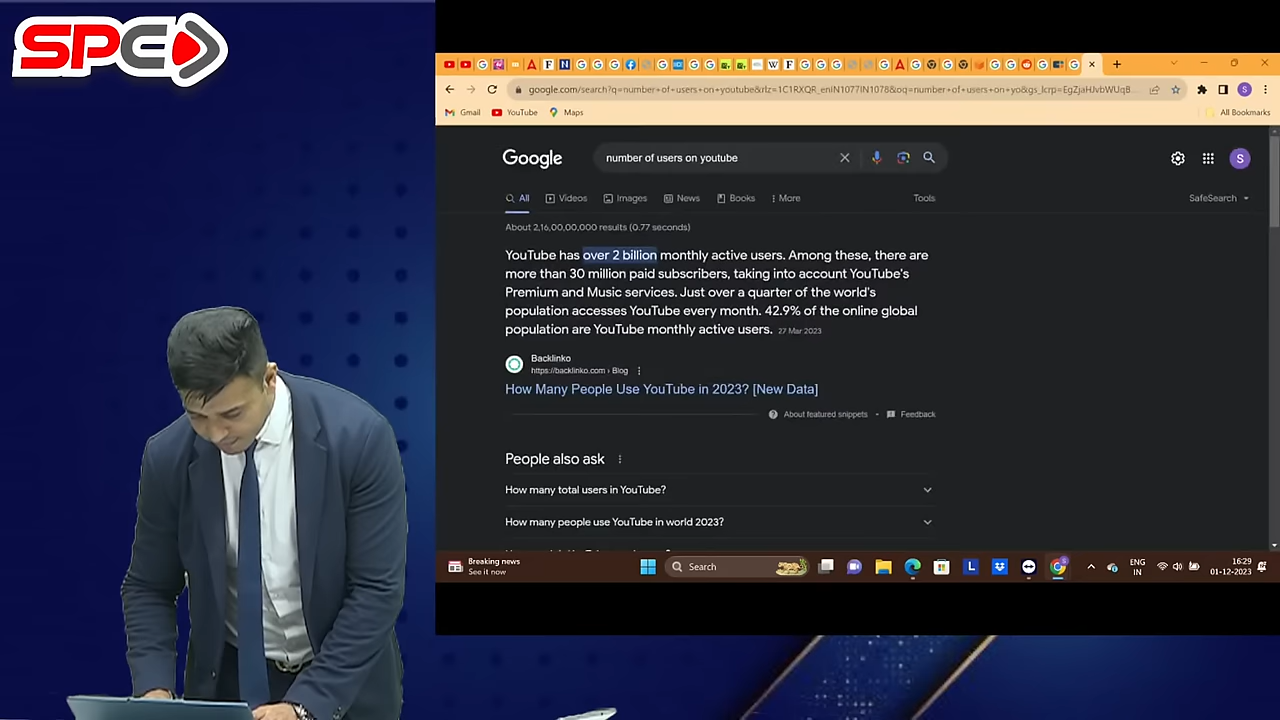 SPED
google.com/search?q=number+of+users+on+youtube&rlz=1C1RXQR_enIN1077IN1078&oq=number+of+users+on+yo&gs_lcrp=EgZjaHJvbWUqB...
Gmail YouTube Maps All Bookmarks
Google number of users on youtube S
All Videos Images News Books More Tools SafeSearch
About 2,16,00,00,000 results (0.77 seconds)
YouTube has over 2 billion monthly active users. Among these, there are
more than 30 million paid subscribers, taking into account YouTube's
Premium and Music services. Just over a quarter of the world's
population accesses YouTube every month. 42.9% of the online global
population are YouTube monthly active users. 27 Mar 2023
Backlinko
https://backlinko.com › Blog
How Many People Use YouTube in 2023? [New Data]
About featured snippets Feedback
People also ask
How many total users in YouTube?
How many people use YouTube in world 2023?
Breaking news
See it now
Search
ENG
IN
16:29
01-12-2023